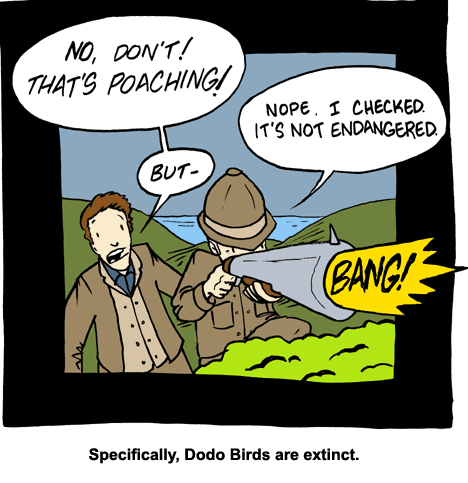 NO, DON'T!
THAT'S POACHING!
NOPE. I CHECKED.
IT'S NOT ENDANGERED.
BUT-
BANG!
Specifically, Dodo Birds are extinct.